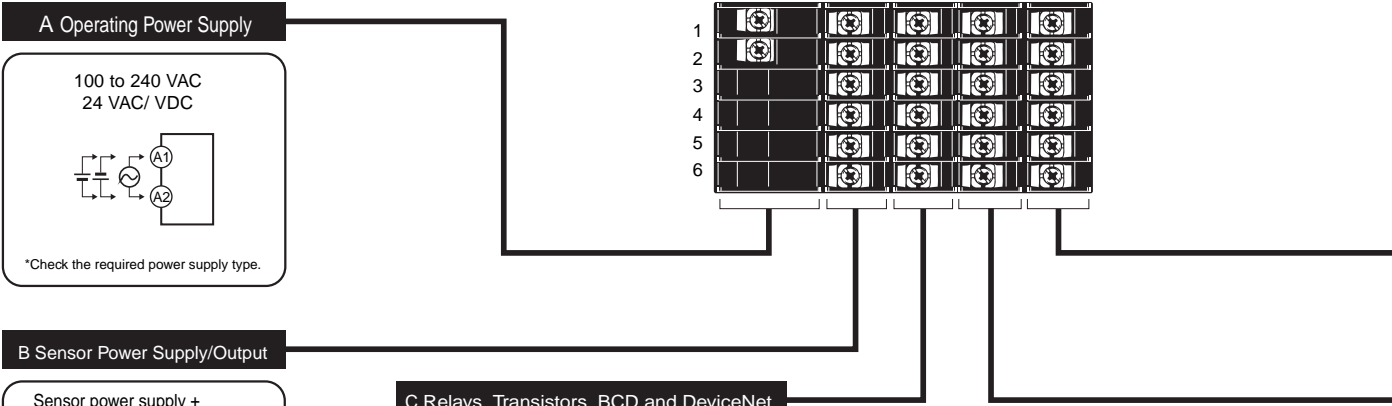 A Operating Power Supply
100 to 240 VAC
24 VAC/ VDC
A1
A2
*Check the required power supply type.
1
2
3
4
5
6
B Sensor Power Supply/Output
Sensor power supply +
C Relays, Transistors, BCD and DeviceNet